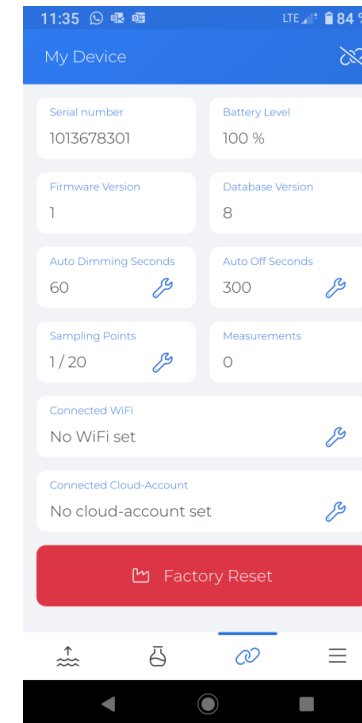 11:35 LTE 84 %
My Device
Serial number Battery Level
1013678301 100 %
Firmware Version Database Version
1 8
Auto Dimming Seconds Auto Off Seconds
60 300
Sampling Points Measurements
1 / 20 0
Connected WiFi
No WiFi set
Connected Cloud-Account
No cloud-account set
Factory Reset